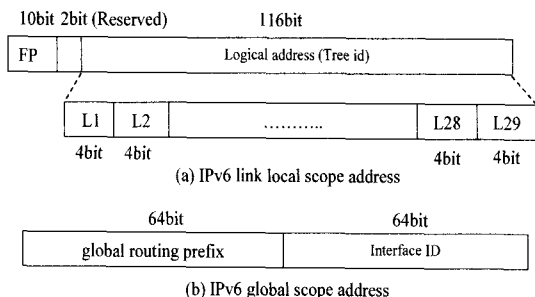 10bit 2bit (Reserved) 116bit
FP Logical address (Tree id)
L1 L2 ........... L28 L29
4bit 4bit 4bit 4bit
(a) IPv6 link local scope address
64bit 64bit
global routing prefix Interface ID
(b) IPv6 global scope address